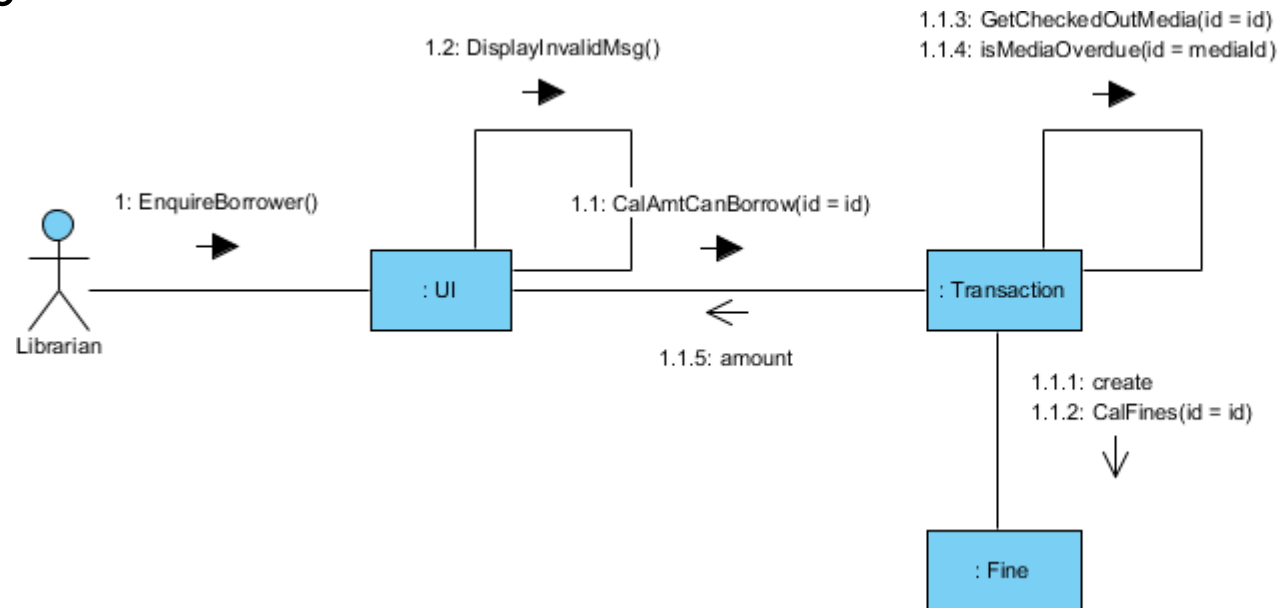 1.1.3: GetCheckedOutMedia(id = id)
1.2: DisplayInvalidMsg()
1.1.4: isMediaOverdue(id = mediaId)
1: EnquireBorrower()
1.1: CalAmtCanBorrow(id = id)
: UI
: Transaction
Librarian
1.1.5: amount
1.1.1: create
1.1.2: CalFines(id = id)
: Fine